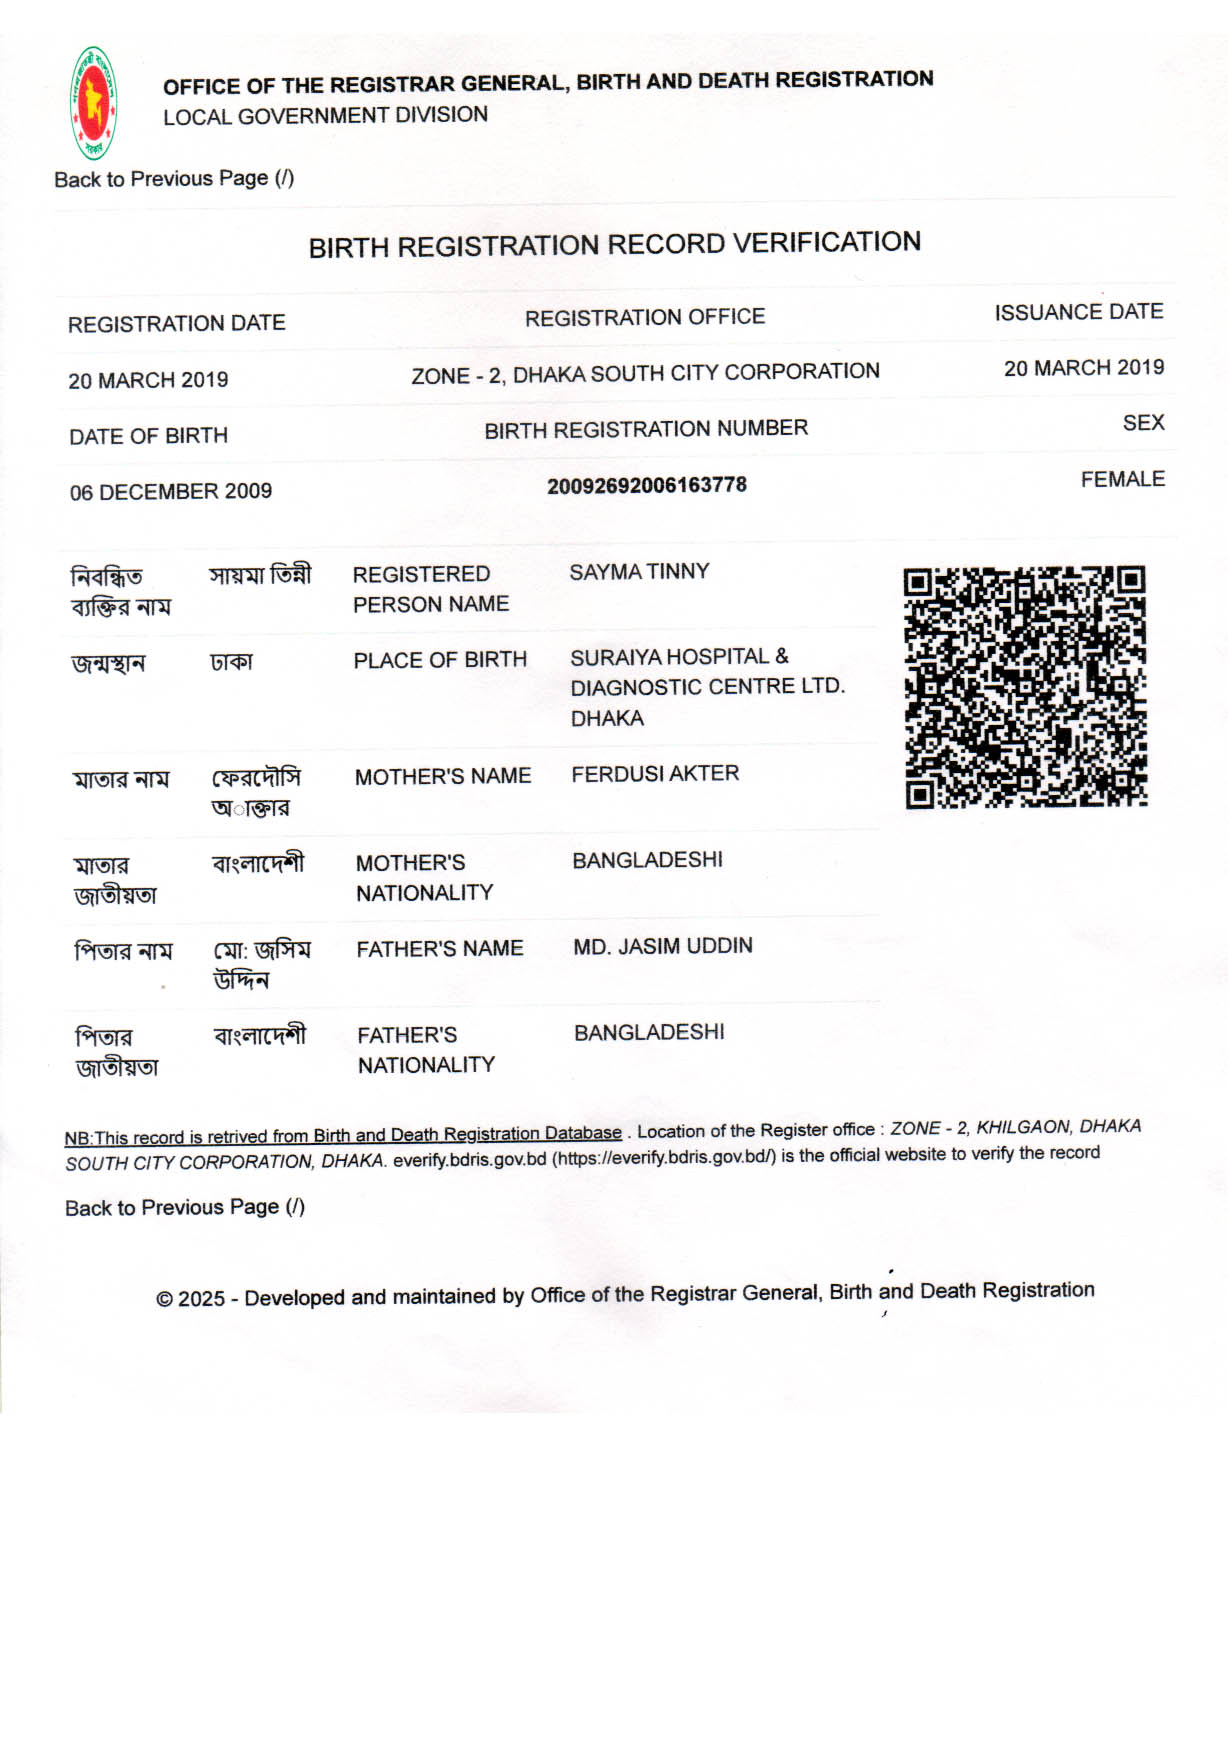 OFFICE OF THE REGISTRAR GENERAL, BIRTH AND DEATH REGISTRATION
LOCAL GOVERNMENT DIVISION
Back to Previous Page (/)
BIRTH REGISTRATION RECORD VERIFICATION
REGISTRATION DATE REGISTRATION OFFICE ISSUANCE DATE
20 MARCH 2019 ZONE - 2, DHAKA SOUTH CITY CORPORATION 20 MARCH 2019
DATE OF BIRTH BIRTH REGISTRATION NUMBER SEX
06 DECEMBER 2009 20092692006163778 FEMALE
নিবন্ধিত সায়মা তিন্নী REGISTERED SAYMA TINNY
ব্যক্তির নাম PERSON NAME
জন্মস্থান ঢাকা PLACE OF BIRTH SURAIYA HOSPITAL &
DIAGNOSTIC CENTRE LTD.
DHAKA
মাতার নাম ফেরদৌসি MOTHER'S NAME FERDUSI AKTER
অাক্তার
মাতার বাংলাদেশী MOTHER'S BANGLADESHI
জাতীয়তা NATIONALITY
পিতার নাম মো: জসিম FATHER'S NAME MD. JASIM UDDIN
উদ্দিন
পিতার বাংলাদেশী FATHER'S BANGLADESHI
জাতীয়তা NATIONALITY
NB:This record is retrived from Birth and Death Registration Database . Location of the Register office : ZONE - 2, KHILGAON, DHAKA
SOUTH CITY CORPORATION, DHAKA. everify.bdris.gov.bd (https://everify.bdris.gov.bd/) is the official website to verify the record
Back to Previous Page (/)
© 2025 - Developed and maintained by Office of the Registrar General, Birth and Death Registration